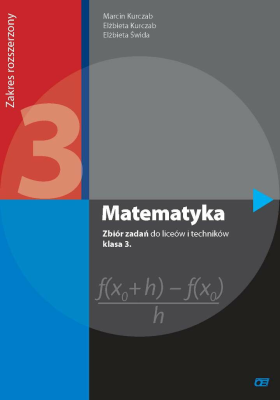 Marcin Kurczab
Elżbieta Kurczab
Elżbieta Świda
Zakres rozszerzony
3
Matematyka
Zbiór zadań do liceów i techników
klasa 3.
f(x₀+h) – f(x₀)
h